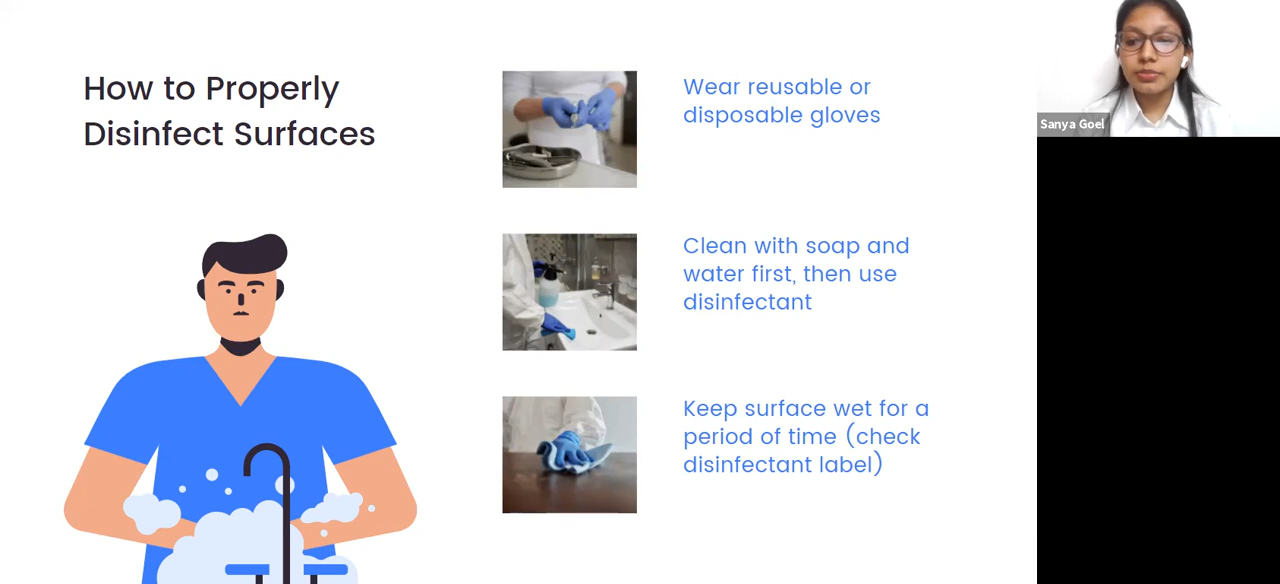 How to Properly
Disinfect Surfaces
Wear reusable or
disposable gloves
Clean with soap and
water first, then use
disinfectant
Keep surface wet for a
period of time (check
disinfectant label)
Sanya Goel